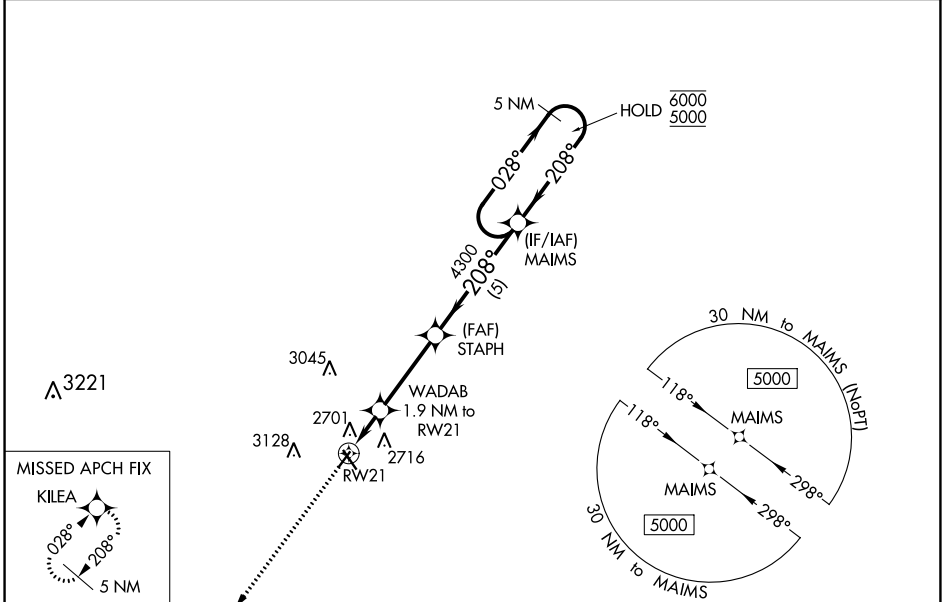 5 NM
HOLD 6000
5000
028°
208°
(IF/IAF)
MAIMS
4300
208°
(5)
(FAF)
STAPH
3045
3221
WADAB
1.9 NM to
RW21
2701
3128
2716
RW21
30 NM to MAIMS (NoPT)
5000
118°
MAIMS
298°
118°
MAIMS
298°
5000
30 NM to MAIMS
MISSED APCH FIX
KILEA
028°
208°
5 NM